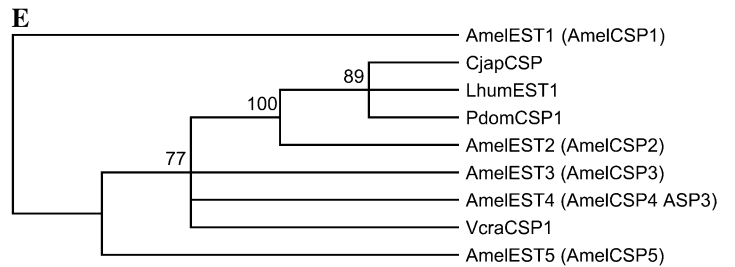 E
AmelEST1 (AmelCSP1)
CjapCSP
89
LhumEST1
100
PdomCSP1
AmelEST2 (AmelCSP2)
77
AmelEST3 (AmelCSP3)
AmelEST4 (AmelCSP4 ASP3)
VcraCSP1
AmelEST5 (AmelCSP5)